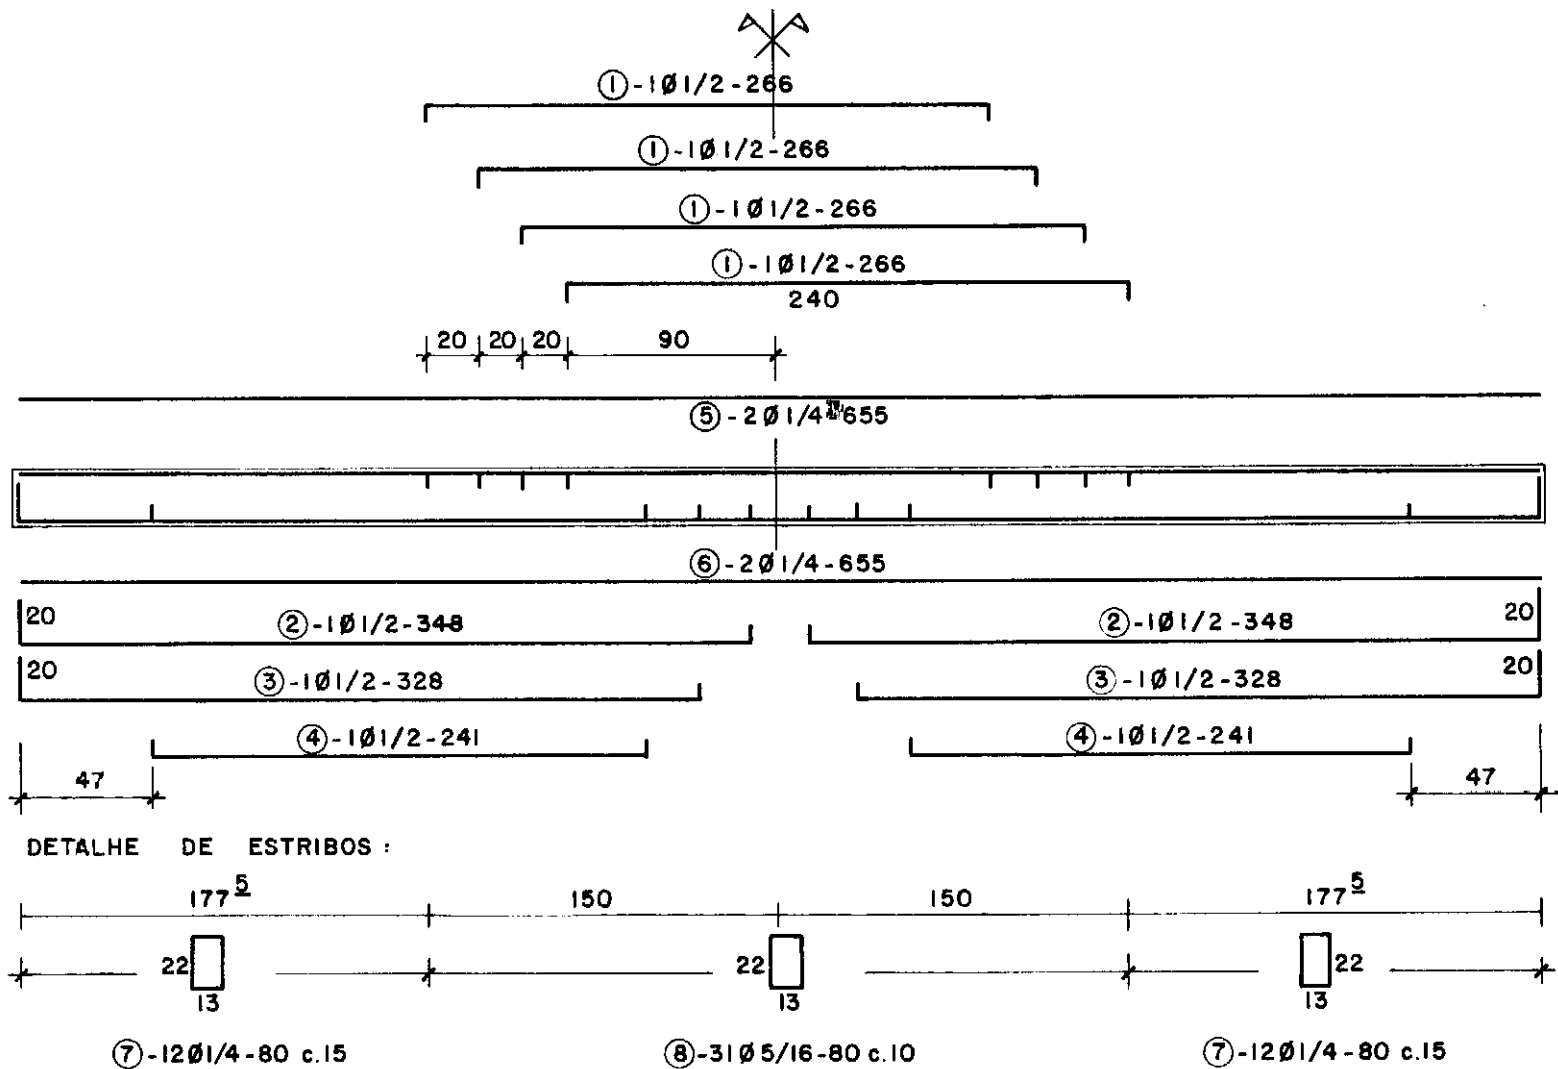 ①-1Ø1/2-266
①-1Ø1/2-266
①-1Ø1/2-266
①-1Ø1/2-266
240
20 20 20 90
⑤-2Ø1/4-655
⑥-2Ø1/4-655
20 ②-1Ø1/2-348 ②-1Ø1/2-348 20
20 ③-1Ø1/2-328 ③-1Ø1/2-328 20
④-1Ø1/2-241 ④-1Ø1/2-241
47 47
DETALHE DE ESTRIBOS:
177 5 150 150 177 5
22 22 22
13 13 13
⑦-12Ø1/4-80 c.15 ⑧-31Ø5/16-80 c.10 ⑦-12Ø1/4-80 c.15